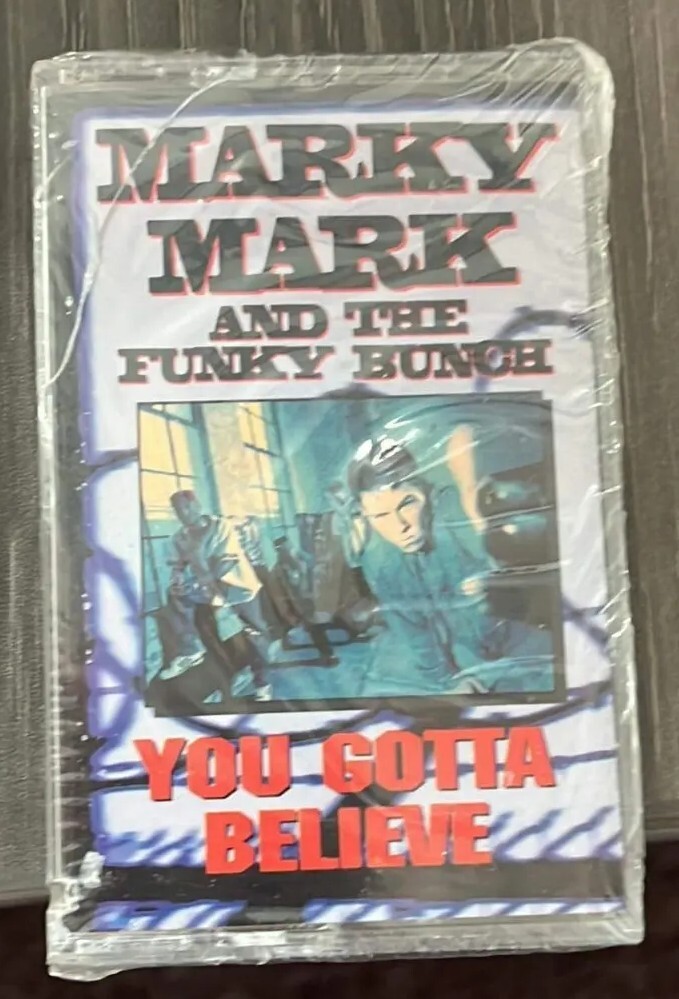 MARKY
MARK
AND THE
FUNKY BUNCH
YOU GOTTA
BELIEVE